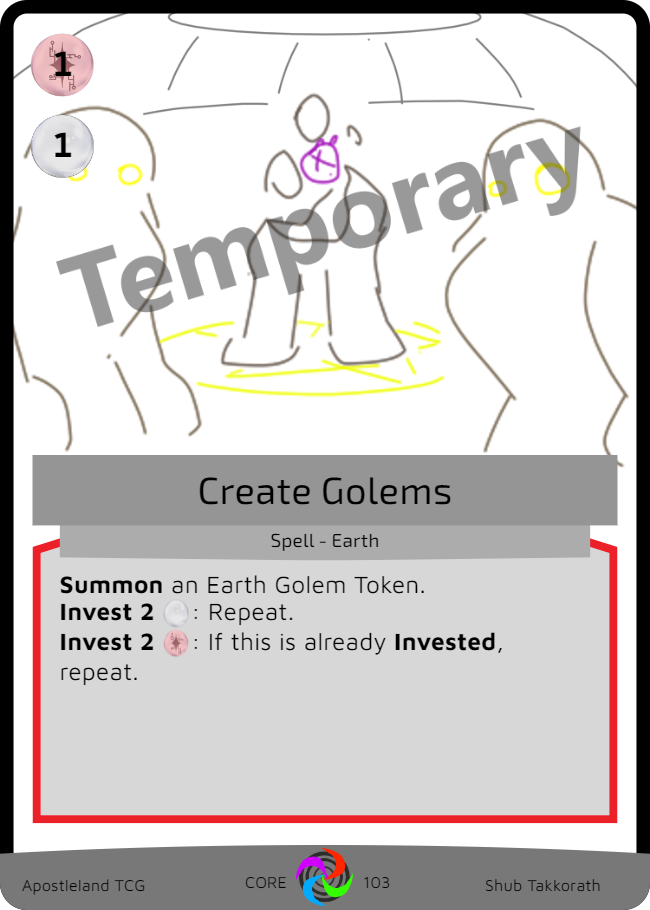 1
1
Temporary
Create Golems
Spell - Earth
Summon an Earth Golem Token.
Invest 2 : Repeat.
Invest 2 : If this is already Invested,
repeat.
Apostleland TCG
CORE 103
Shub Takkorath